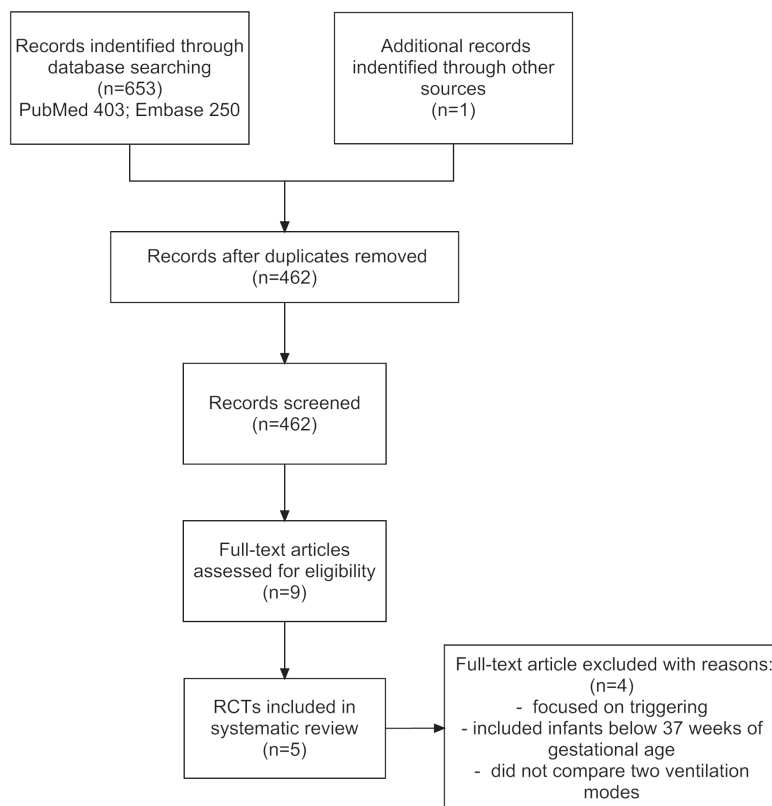 Records indentified through
database searching
(n=653)
PubMed 403; Embase 250
Additional records
indentified through other
sources
(n=1)
Records after duplicates removed
(n=462)
Records screened
(n=462)
Full-text articles
assessed for eligibility
(n=9)
RCTs included in
systematic review
(n=5)
Full-text article excluded with reasons:
(n=4)
- focused on triggering
- included infants below 37 weeks of
gestational age
- did not compare two ventilation
modes